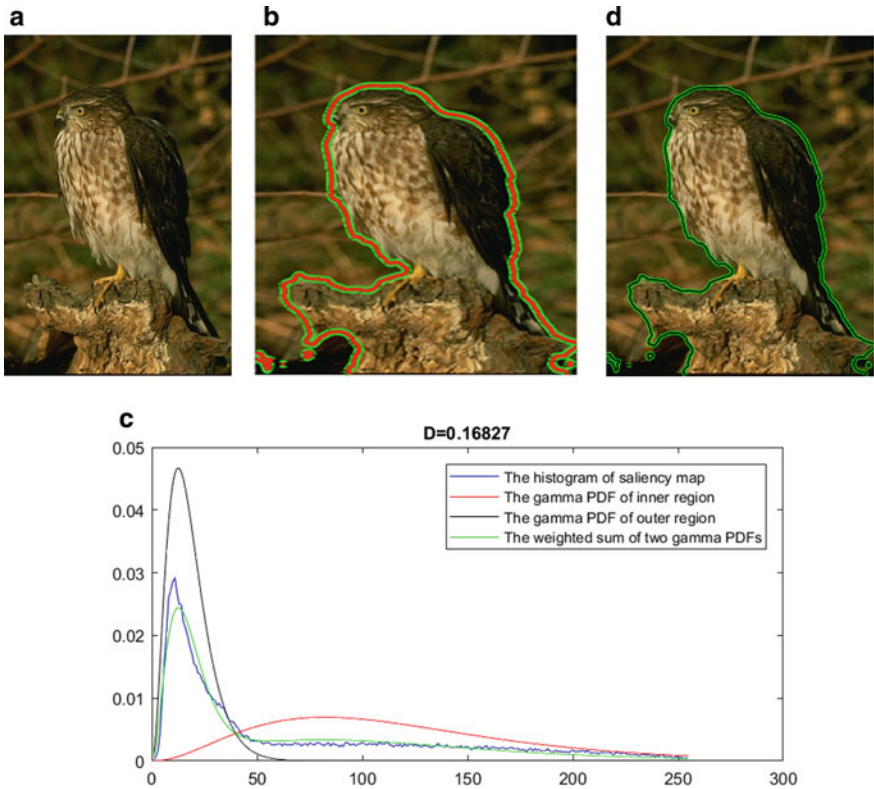 a
b
d
c
D=0.16827
0.05
0.04
0.03
0.02
0.01
0
The histogram of saliency map
The gamma PDF of inner region
The gamma PDF of outer region
The weighted sum of two gamma PDFs
0 50 100 150 200 250 300